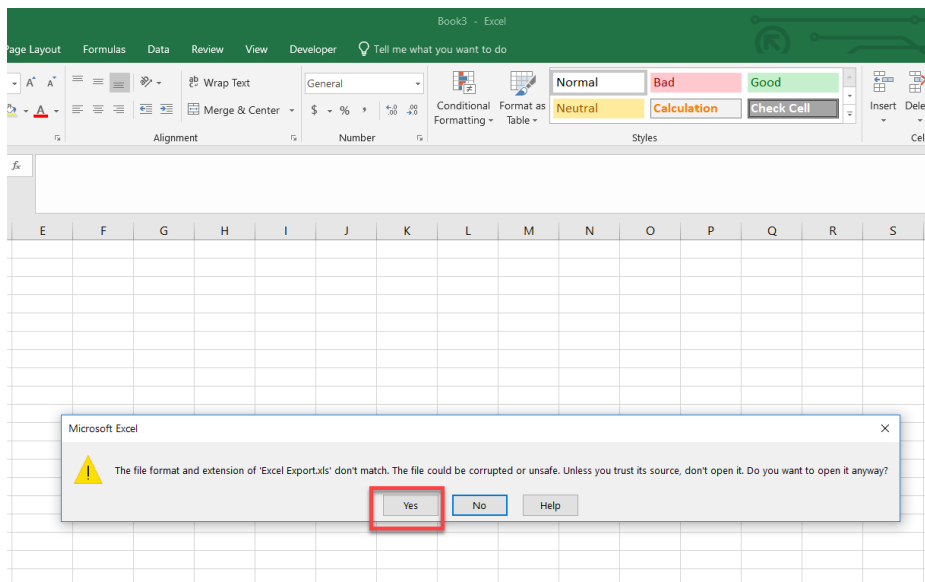 Book3 - Excel
Page Layout Formulas Data Review View Developer Tell me what you want to do
A A ab Wrap Text General Normal Bad Good
A Merge & Center $ % , .00 Conditional Formatting Format as Table Neutral Calculation Check Cell Insert Dele
Alignment Number Styles Cel
fx
E F G H I J K L M N O P Q R S
Microsoft Excel
The file format and extension of 'Excel Export.xls' don't match. The file could be corrupted or unsafe. Unless you trust its source, don't open it. Do you want to open it anyway?
Yes No Help